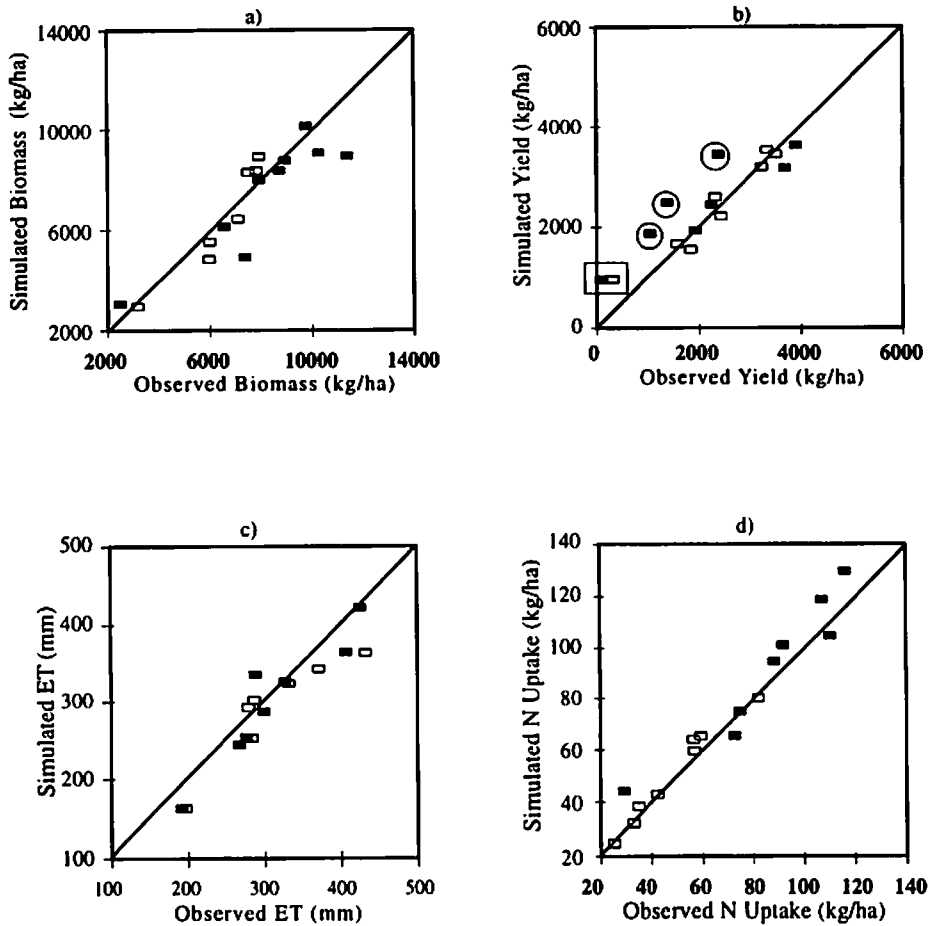 a)
Simulated Biomass (kg/ha)
14000
10000
6000
2000
2000 6000 10000 14000
Observed Biomass (kg/ha)
b)
Simulated Yield (kg/ha)
6000
4000
2000
0
0 2000 4000 6000
Observed Yield (kg/ha)
c)
Simulated ET (mm)
500
400
300
200
100
100 200 300 400 500
Observed ET (mm)
d)
Simulated N Uptake (kg/ha)
140
120
100
80
60
40
20
20 40 60 80 100 120 140
Observed N Uptake (kg/ha)